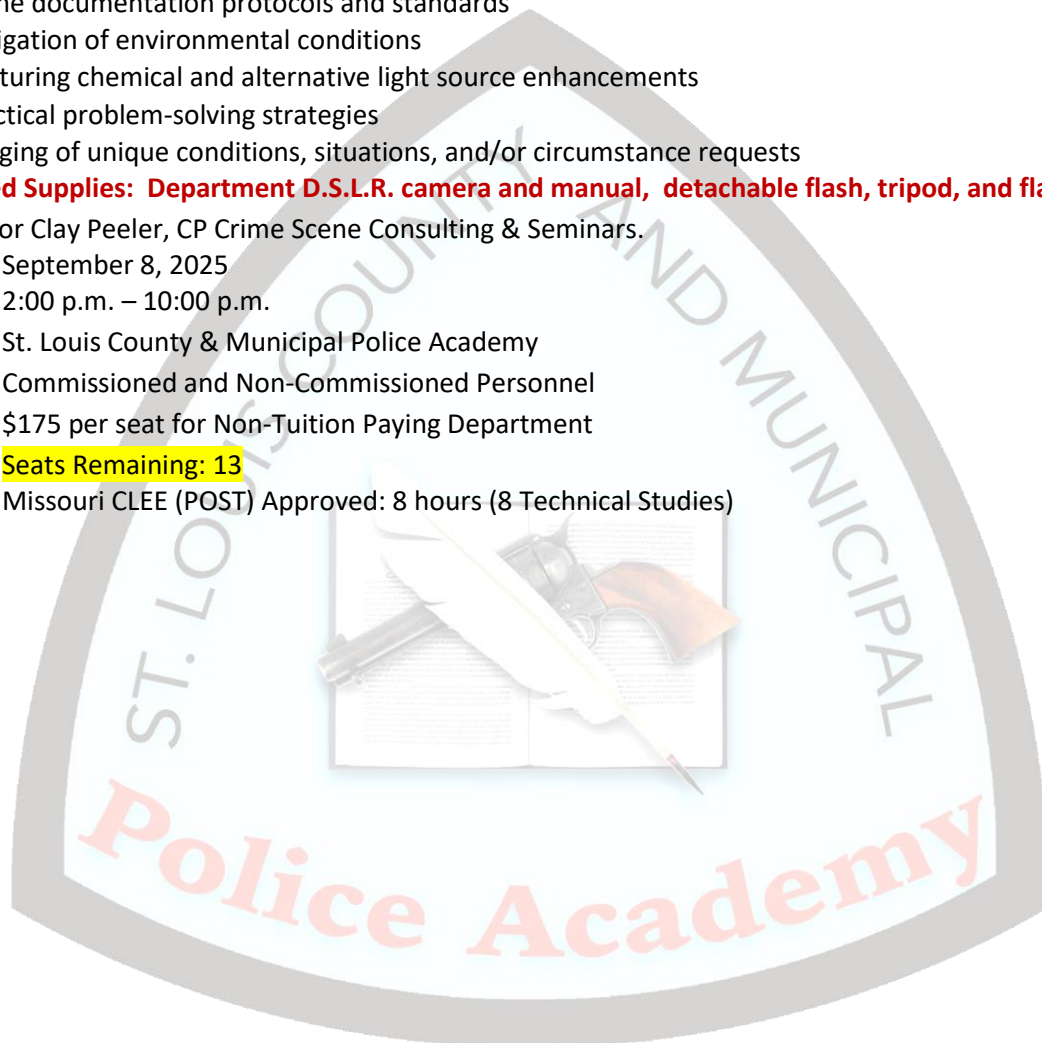 ne documentation protocols and standards
igation of environmental conditions
turing chemical and alternative light source enhancements
ctical problem-solving strategies
ging of unique conditions, situations, and/or circumstance requests
ed Supplies:  Department D.S.L.R. camera and manual,  detachable flash, tripod, and fla
or Clay Peeler, CP Crime Scene Consulting & Seminars.
September 8, 2025
2:00 p.m. – 10:00 p.m.
St. Louis County & Municipal Police Academy
Commissioned and Non-Commissioned Personnel
$175 per seat for Non-Tuition Paying Department
Seats Remaining: 13
Missouri CLEE (POST) Approved: 8 hours (8 Technical Studies)
ST. LOUIS COUNTY AND MUNICIPAL
Police Academy